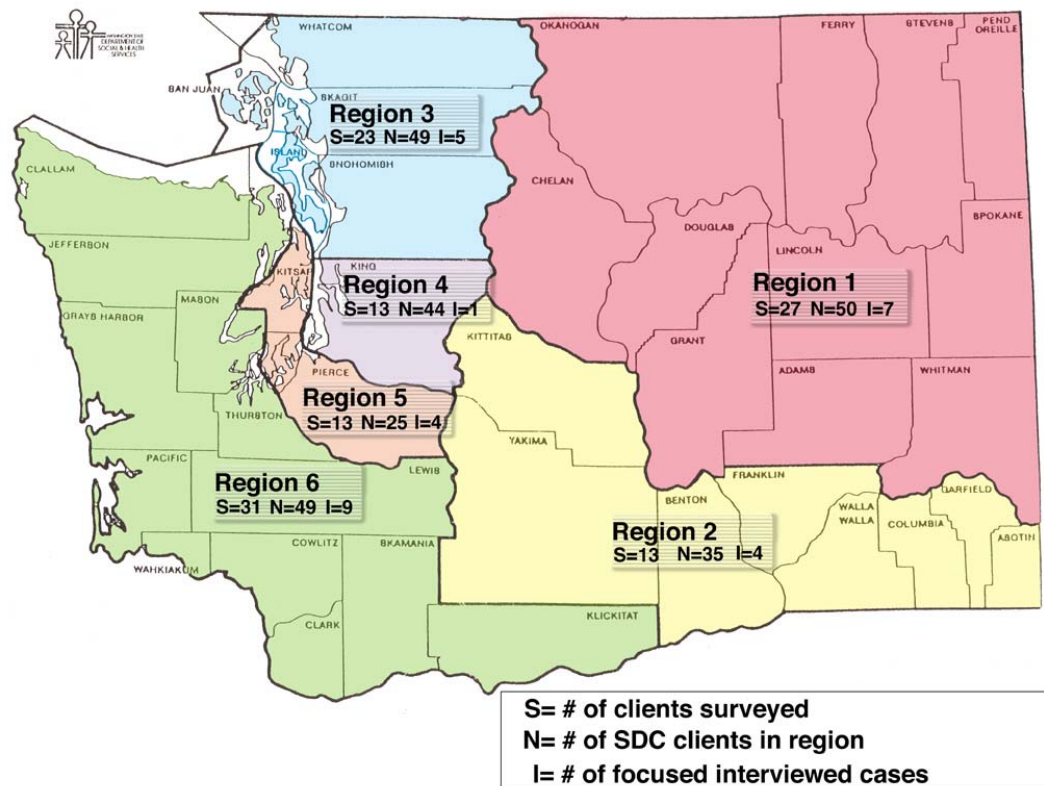 WASHINGTON STATE
DEPARTMENT OF
SOCIAL & HEALTH
SERVICES
WHATCOM
OKANOGAN
FERRY
STEVENS
PEND
OREILLE
SAN JUAN
SKAGIT
Region 3
S=23 N=49 I=5
ISLAND
SNOHOMISH
CLALLAM
CHELAN
DOUGLAS
SPOKANE
JEFFERSON
LINCOLN
KITSAP
KING
Region 4
S=13 N=44 I=1
Region 1
S=27 N=50 I=7
MASON
GRAYS HARBOR
KITTITAS
GRANT
PIERCE
ADAMS
WHITMAN
Region 5
S=13 N=25 I=4
THURSTON
YAKIMA
PACIFIC
LEWIS
Region 6
S=31 N=49 I=9
FRANKLIN
BENTON
GARFIELD
WALLA
WALLA
COLUMBIA
Region 2
S=13 N=35 I=4
ASOTIN
COWLITZ
SKAMANIA
WAHKIAKUM
CLARK
KLICKITAT
S= # of clients surveyed
N= # of SDC clients in region
I= # of focused interviewed cases